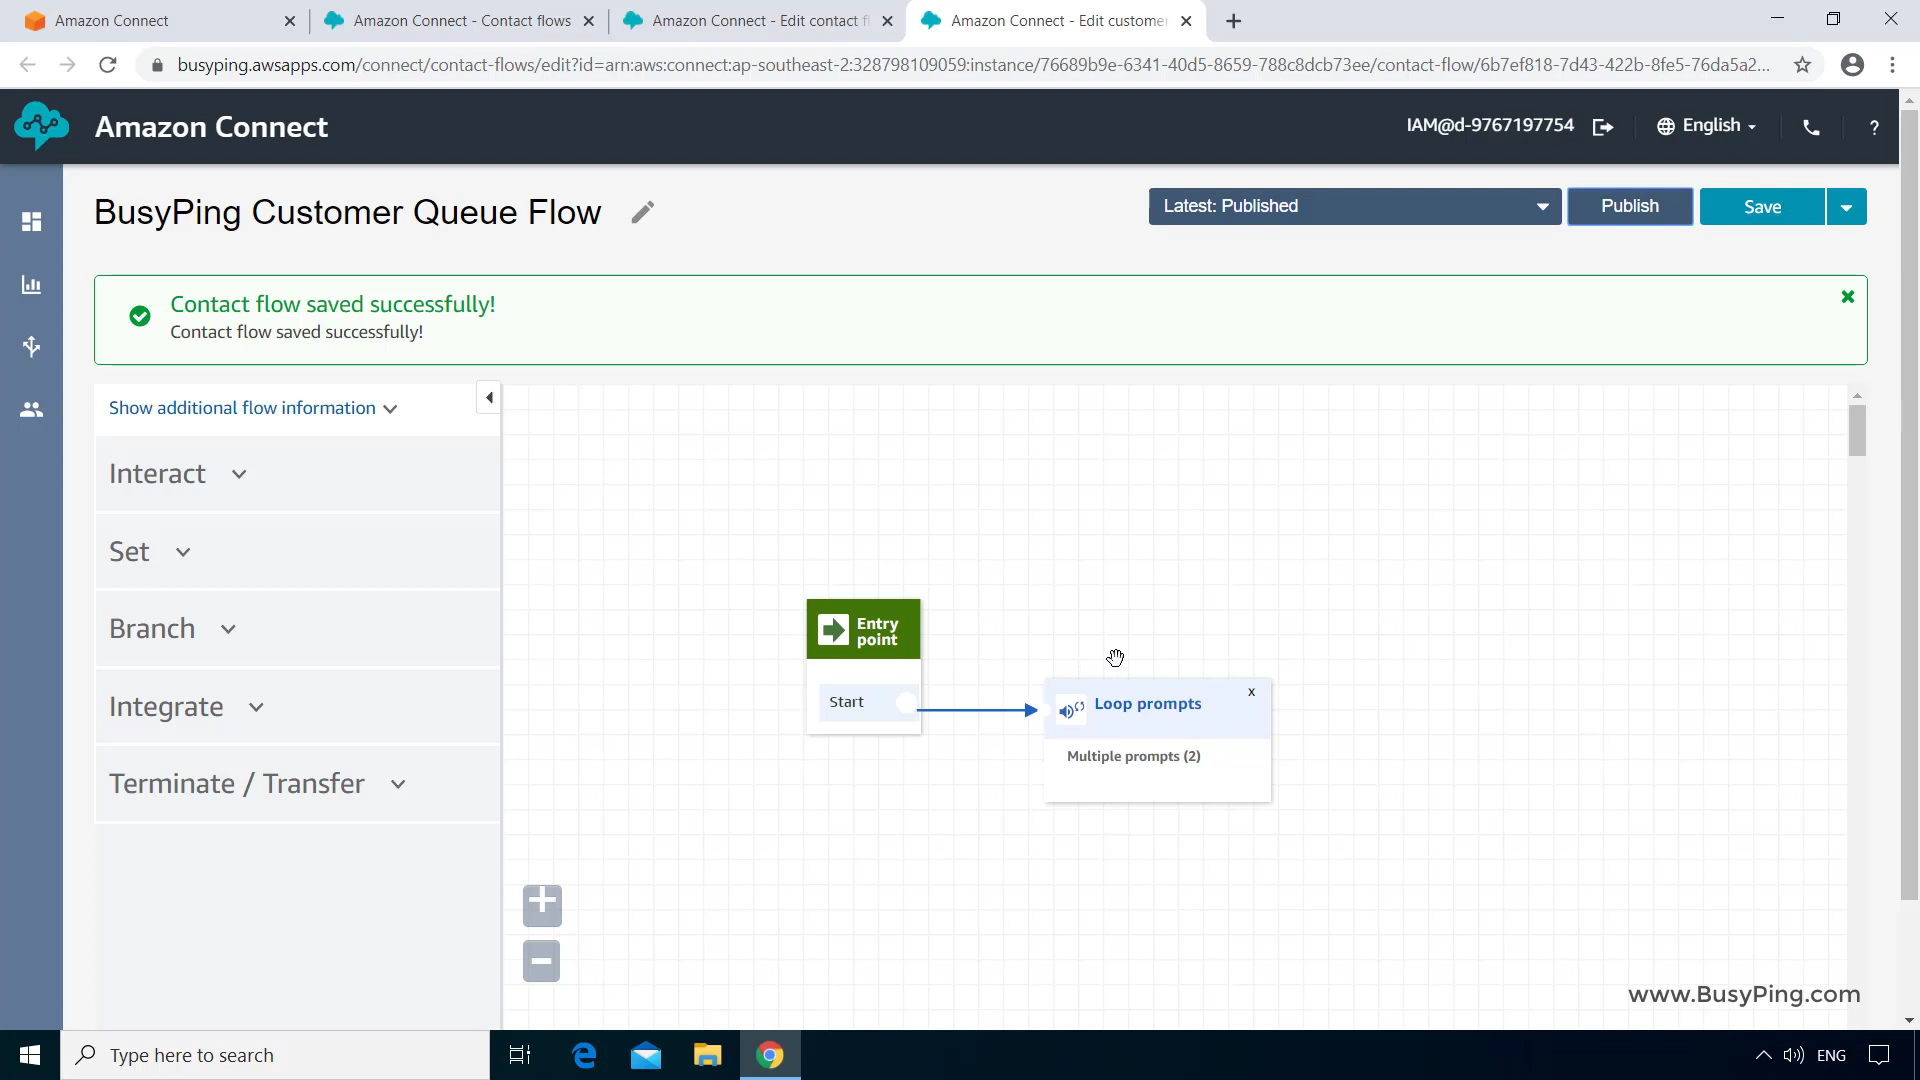 Amazon Connect
Amazon Connect - Contact flows
Amazon Connect - Edit contact fl
Amazon Connect - Edit customer
busyping.awsapps.com/connect/contact-flows/edit?id=arn:aws:connect:ap-southeast-2:328798109059:instance/76689b9e-6341-40d5-8659-788c8dcb73ee/contact-flow/6b7ef818-7d43-422b-8fe5-76da5a2...
Amazon Connect
IAM@d-9767197754
English
?
BusyPing Customer Queue Flow
Latest: Published
Publish
Save
Contact flow saved successfully!
Contact flow saved successfully!
Show additional flow information
Interact
Set
Branch
Integrate
Terminate / Transfer
Entry
point
Start
Loop prompts
x
Multiple prompts (2)
www.BusyPing.com
Type here to search
ENG